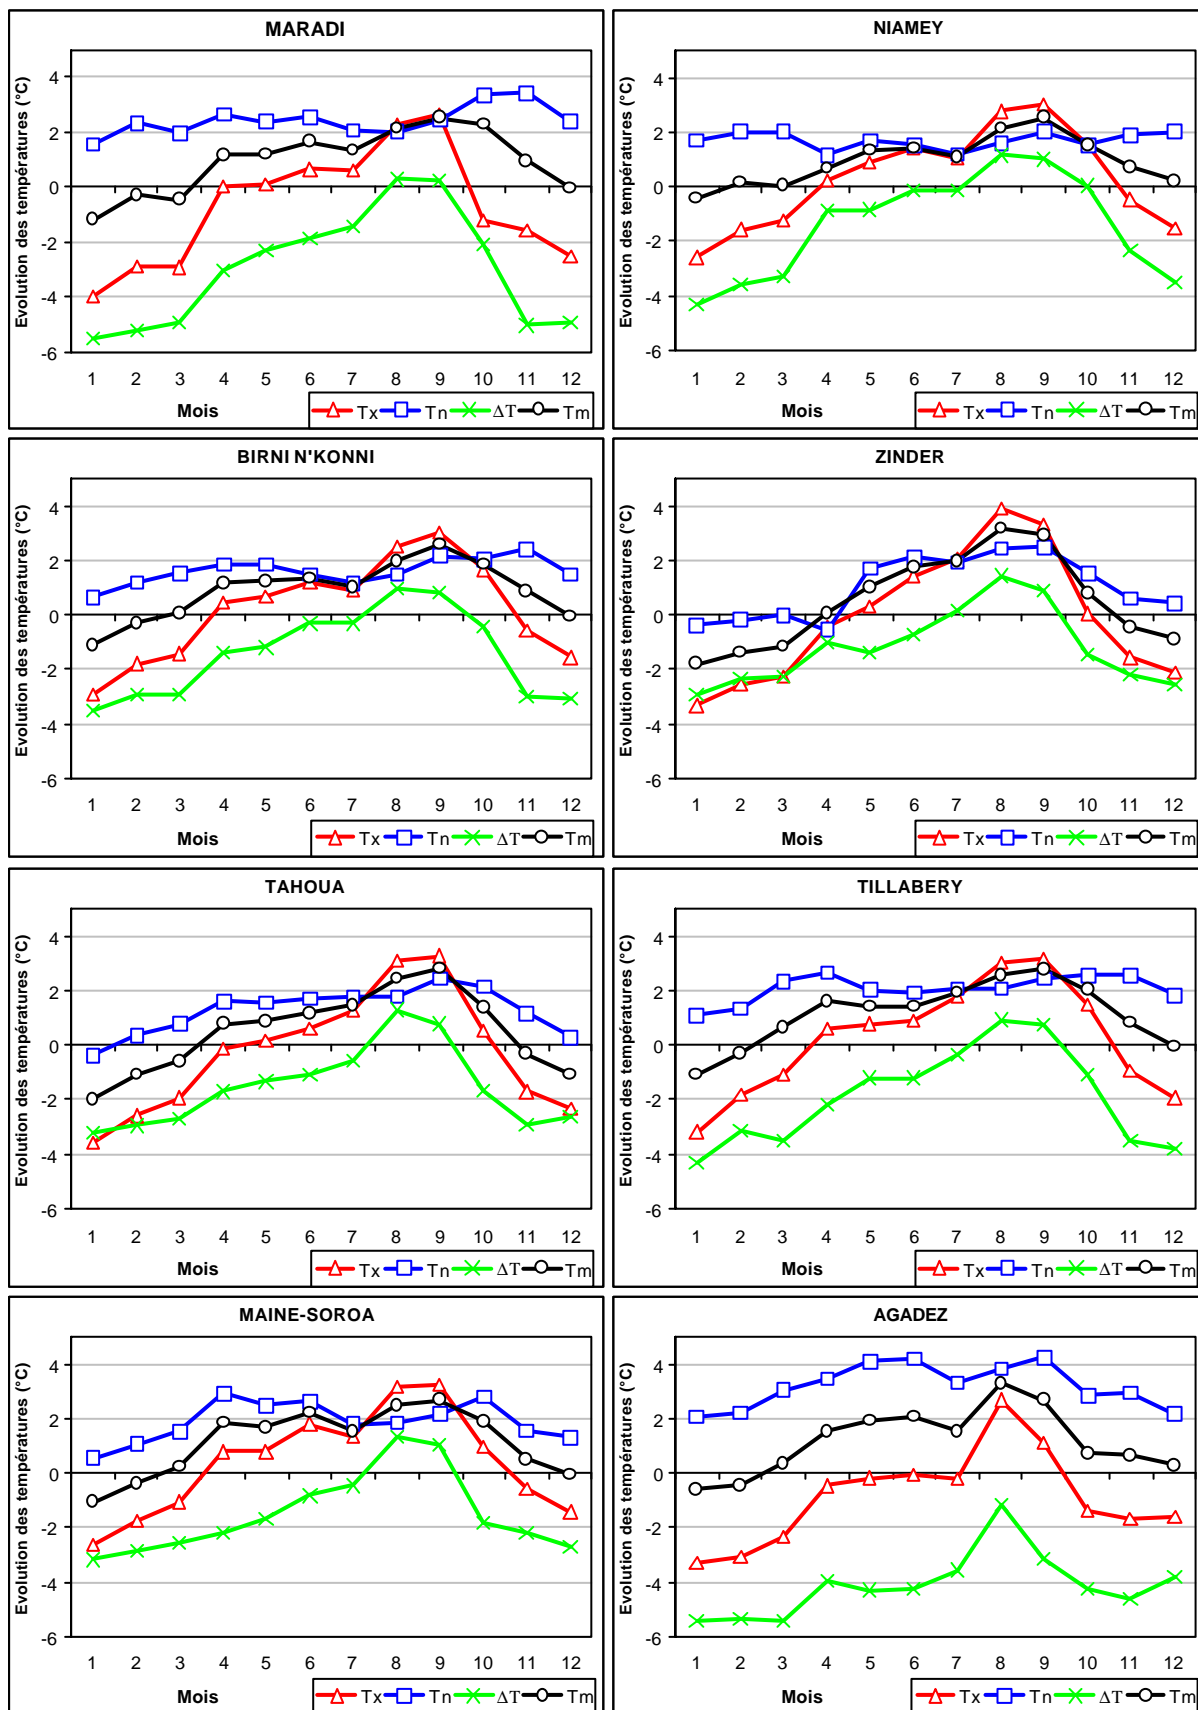 MARADI
Evolution des températures (°C)
4
2
0
-2
-4
-6
1 2 3 4 5 6 7 8 9 10 11 12
Mois
Tx Tn ΔT Tm
NIAMEY
Evolution des températures (°C)
4
2
0
-2
-4
-6
1 2 3 4 5 6 7 8 9 10 11 12
Mois
Tx Tn ΔT Tm
BIRNI N'KONNI
Evolution des températures (°C)
4
2
0
-2
-4
-6
1 2 3 4 5 6 7 8 9 10 11 12
Mois
Tx Tn ΔT Tm
ZINDER
Evolution des températures (°C)
4
2
0
-2
-4
-6
1 2 3 4 5 6 7 8 9 10 11 12
Mois
Tx Tn ΔT Tm
TAHOUA
Evolution des températures (°C)
4
2
0
-2
-4
-6
1 2 3 4 5 6 7 8 9 10 11 12
Mois
Tx Tn ΔT Tm
TILLABERY
Evolution des températures (°C)
4
2
0
-2
-4
-6
1 2 3 4 5 6 7 8 9 10 11 12
Mois
Tx Tn ΔT Tm
MAINE-SOROA
Evolution des températures (°C)
4
2
0
-2
-4
-6
1 2 3 4 5 6 7 8 9 10 11 12
Mois
Tx Tn ΔT Tm
AGADEZ
Evolution des températures (°C)
4
2
0
-2
-4
-6
1 2 3 4 5 6 7 8 9 10 11 12
Mois
Tx Tn ΔT Tm